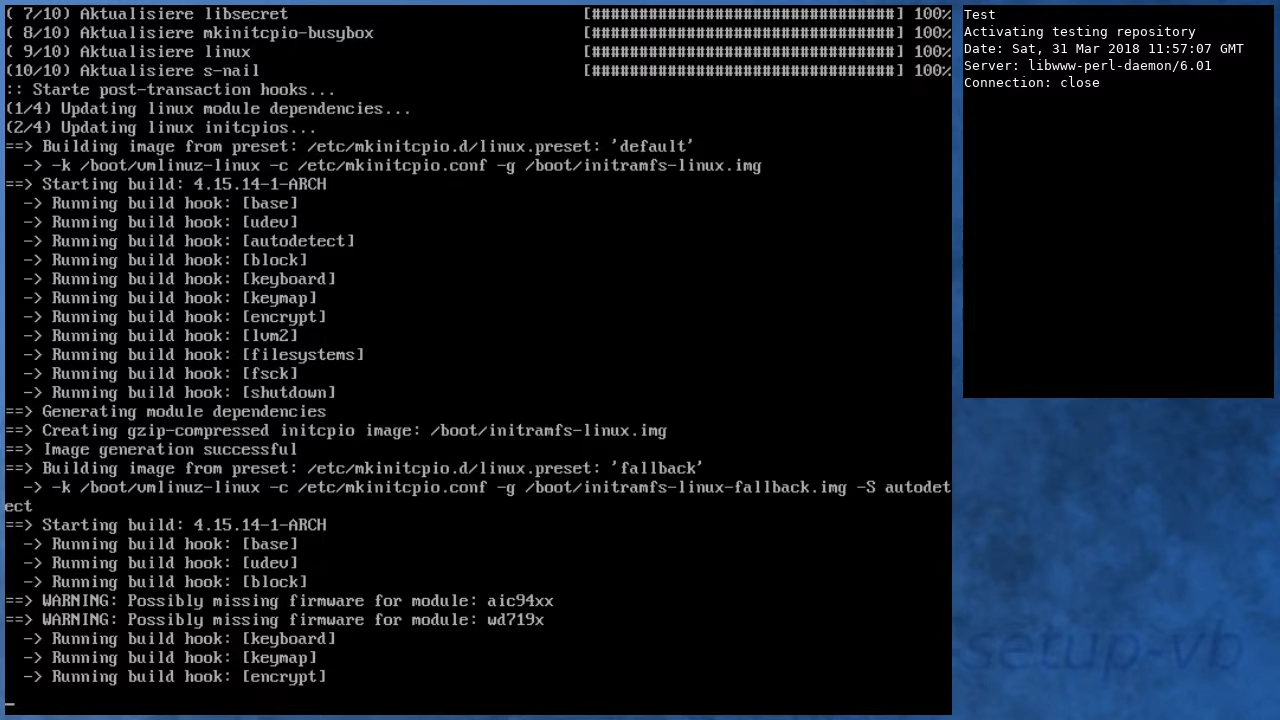 ( 7/10) Aktualisiere libsecret [################################] 100%
( 8/10) Aktualisiere mkinitcpio-busybox [################################] 100%
( 9/10) Aktualisiere linux [################################] 100%
(10/10) Aktualisiere s-nail [################################] 100%
:: Starte post-transaction hooks...
(1/4) Updating linux module dependencies...
(2/4) Updating linux initcpios...
==> Building image from preset: /etc/mkinitcpio.d/linux.preset: 'default'
-> -k /boot/vmlinuz-linux -c /etc/mkinitcpio.conf -g /boot/initramfs-linux.img
==> Starting build: 4.15.14-1-ARCH
-> Running build hook: [base]
-> Running build hook: [udev]
-> Running build hook: [autodetect]
-> Running build hook: [block]
-> Running build hook: [keyboard]
-> Running build hook: [keymap]
-> Running build hook: [encrypt]
-> Running build hook: [lvm2]
-> Running build hook: [filesystems]
-> Running build hook: [fsck]
-> Running build hook: [shutdown]
==> Generating module dependencies
==> Creating gzip-compressed initcpio image: /boot/initramfs-linux.img
==> Image generation successful
==> Building image from preset: /etc/mkinitcpio.d/linux.preset: 'fallback'
-> -k /boot/vmlinuz-linux -c /etc/mkinitcpio.conf -g /boot/initramfs-linux-fallback.img -S autodet
ect
==> Starting build: 4.15.14-1-ARCH
-> Running build hook: [base]
-> Running build hook: [udev]
-> Running build hook: [block]
==> WARNING: Possibly missing firmware for module: aic94xx
==> WARNING: Possibly missing firmware for module: wd719x
-> Running build hook: [keyboard]
-> Running build hook: [keymap]
-> Running build hook: [encrypt]
_
Test
Activating testing repository
Date: Sat, 31 Mar 2018 11:57:07 GMT
Server: libwww-perl-daemon/6.01
Connection: close
setup-vb